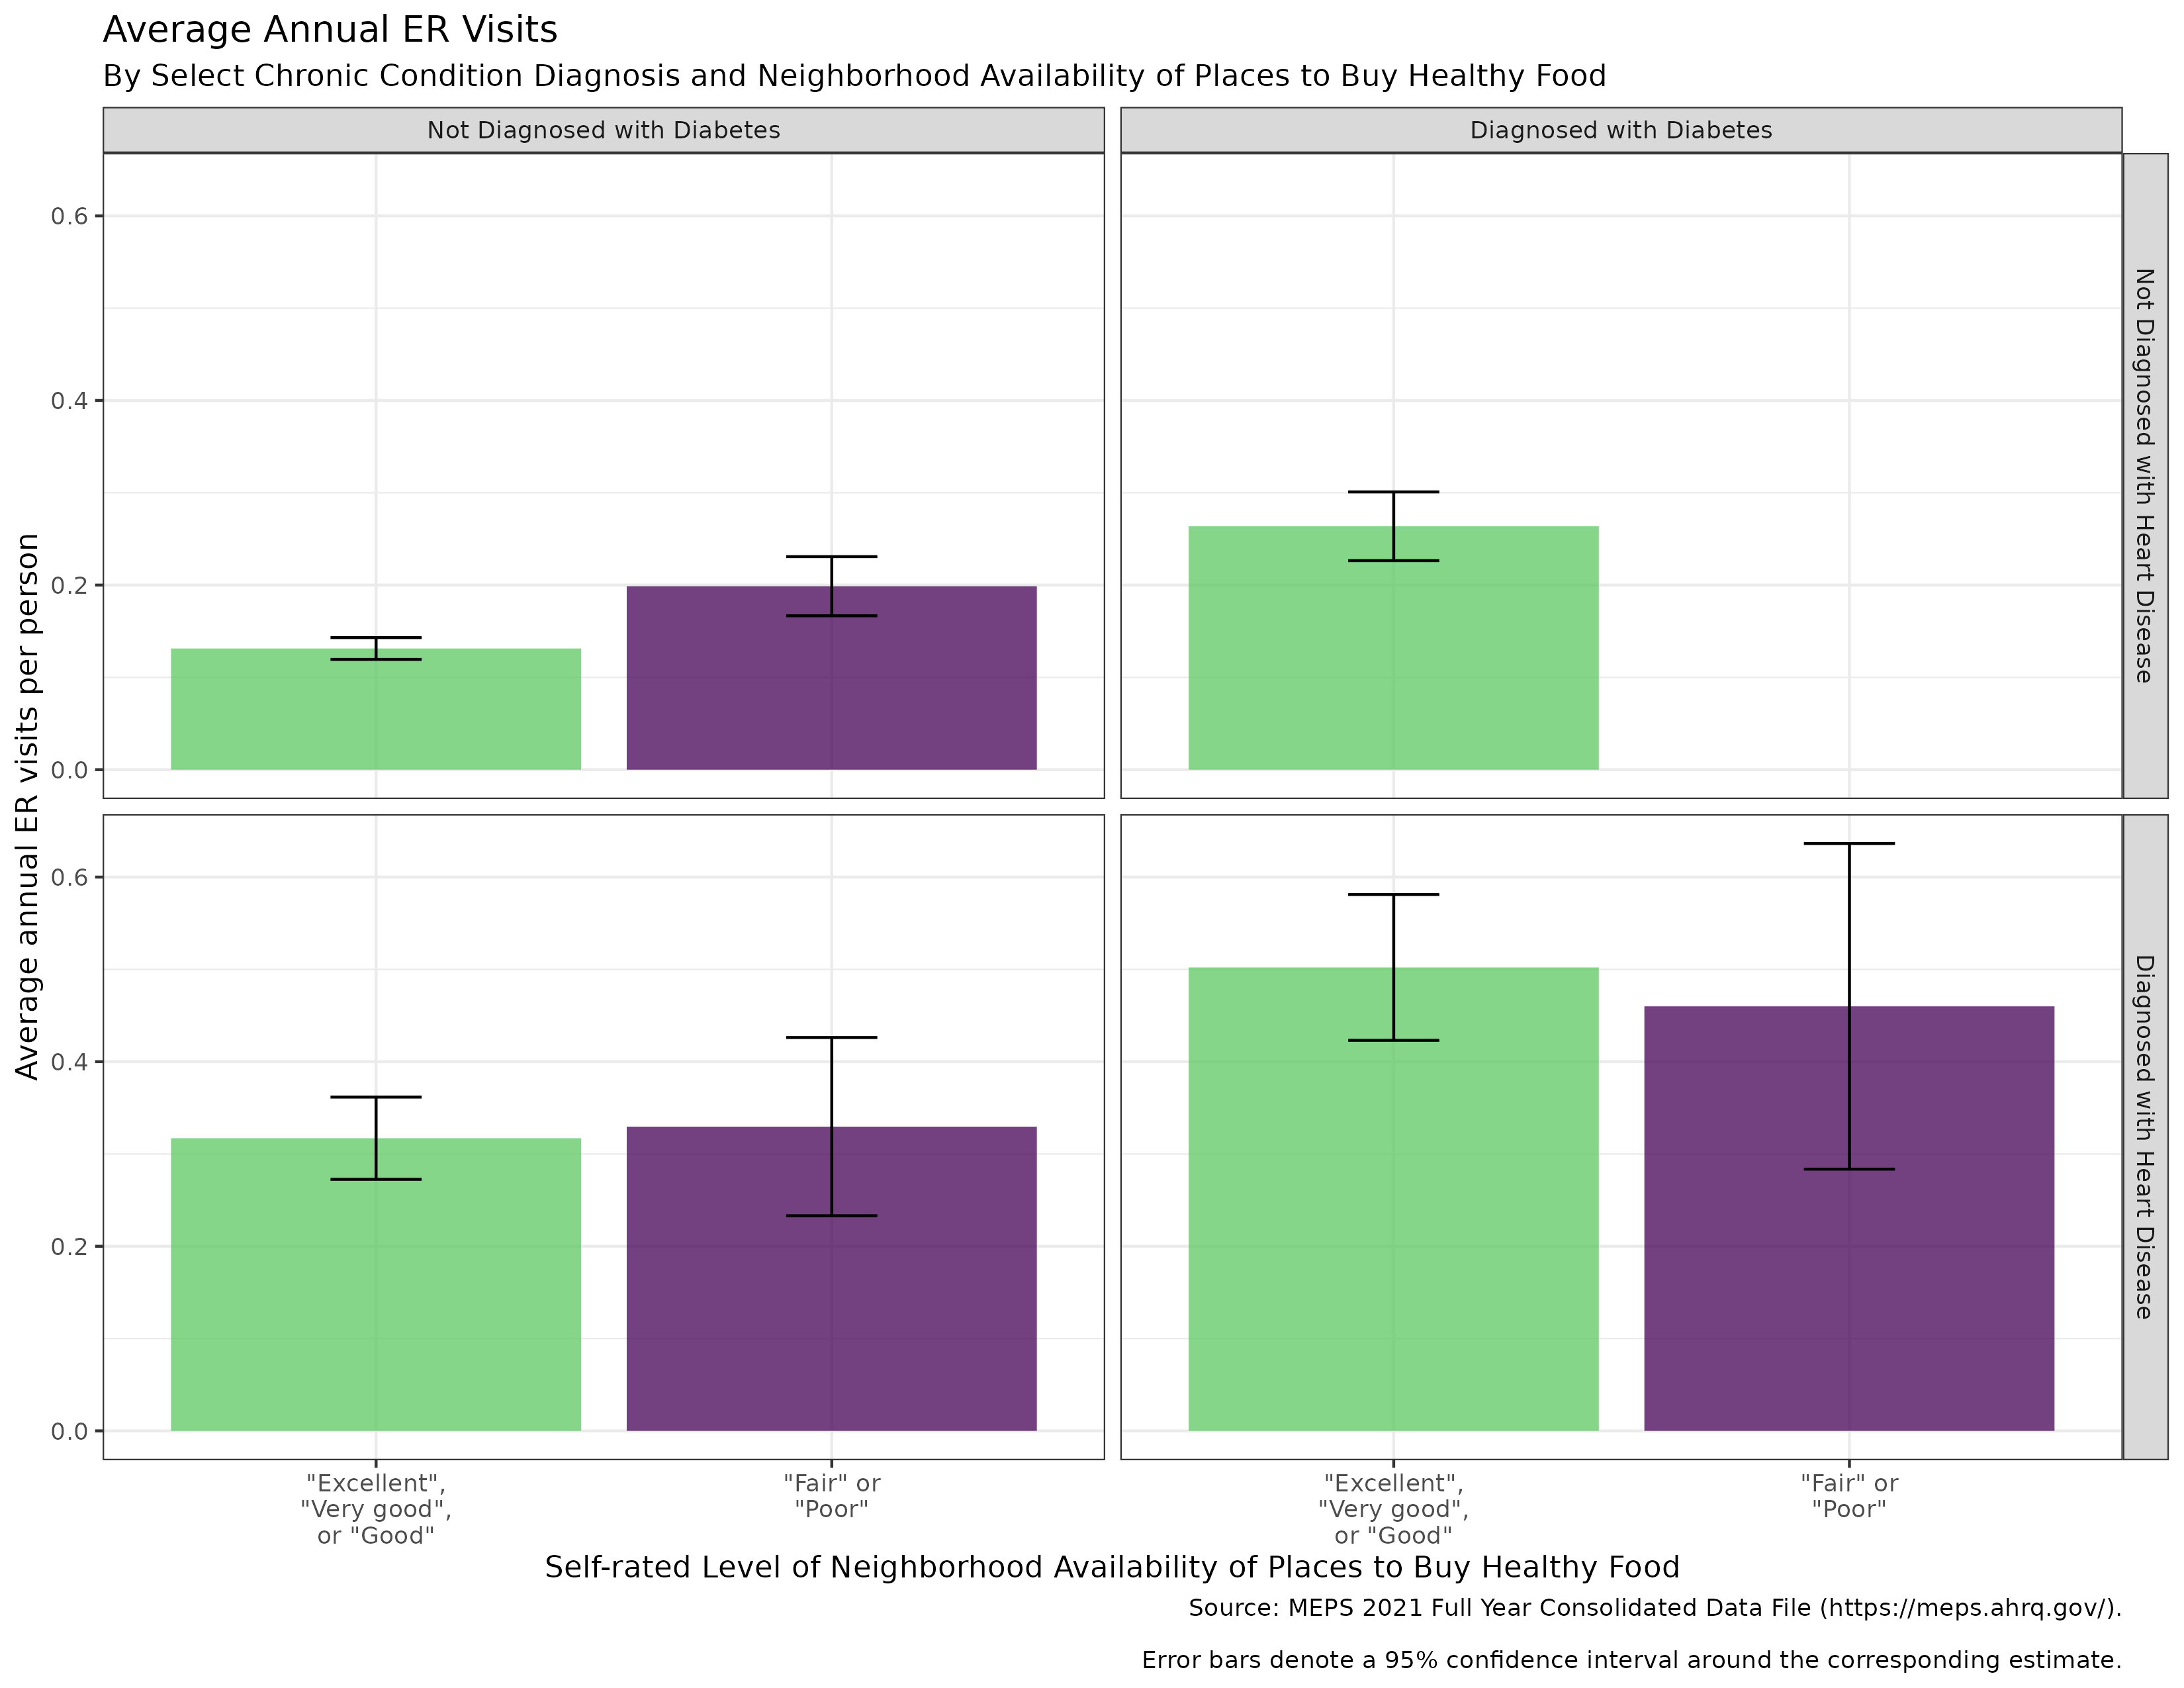 Average Annual ER Visits
By Select Chronic Condition Diagnosis and Neighborhood Availability of Places to Buy Healthy Food
Not Diagnosed with Diabetes
Diagnosed with Diabetes
Average annual ER visits per person
0.6
0.4
0.2
0.0
Not Diagnosed with Heart Disease
0.6
0.4
0.2
0.0
Diagnosed with Heart Disease
"Excellent",
"Very good",
or "Good"
"Fair" or
"Poor"
"Excellent",
"Very good",
or "Good"
"Fair" or
"Poor"
Self-rated Level of Neighborhood Availability of Places to Buy Healthy Food
Source: MEPS 2021 Full Year Consolidated Data File (https://meps.ahrq.gov/).
Error bars denote a 95% confidence interval around the corresponding estimate.